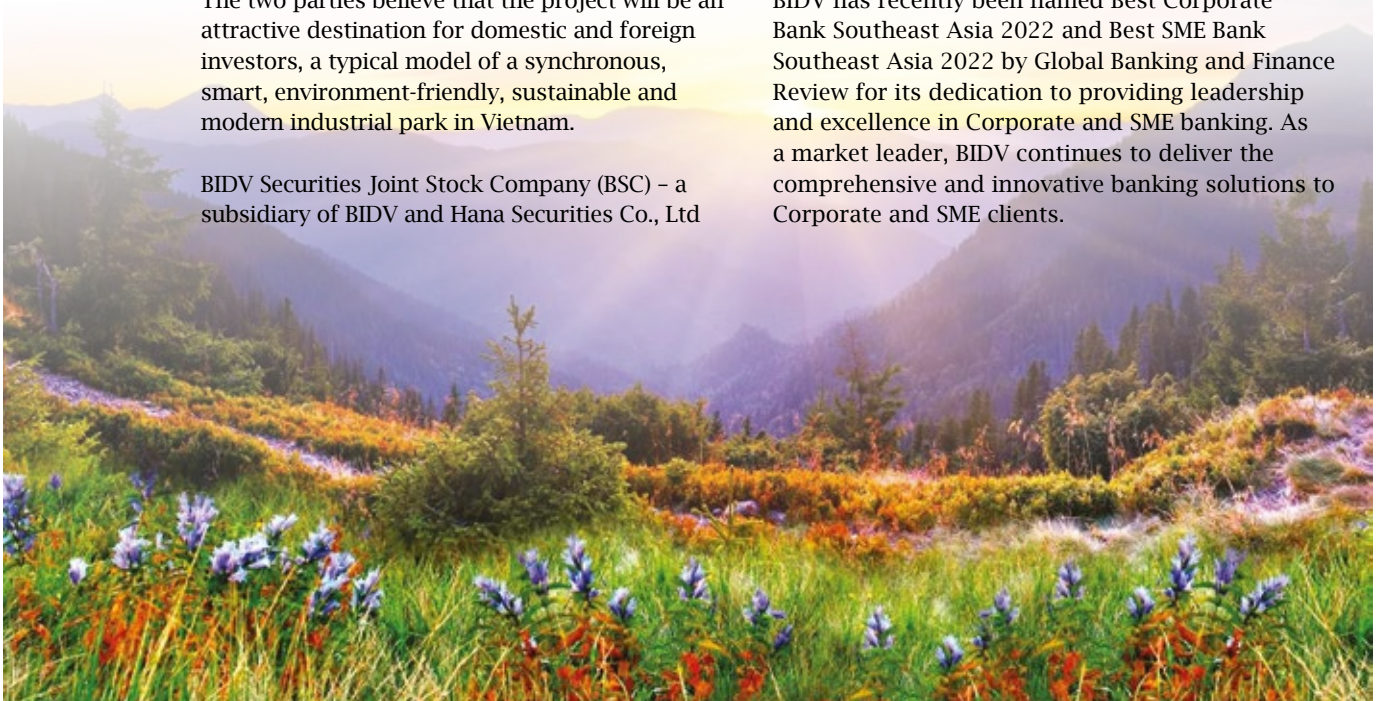 The two parties believe that the project will be an
attractive destination for domestic and foreign
investors, a typical model of a synchronous,
smart, environment-friendly, sustainable and
modern industrial park in Vietnam.
BIDV Securities Joint Stock Company (BSC) – a
subsidiary of BIDV and Hana Securities Co., Ltd
BIDV has recently been named Best Corporate
Bank Southeast Asia 2022 and Best SME Bank
Southeast Asia 2022 by Global Banking and Finance
Review for its dedication to providing leadership
and excellence in Corporate and SME banking. As
a market leader, BIDV continues to deliver the
comprehensive and innovative banking solutions to
Corporate and SME clients.